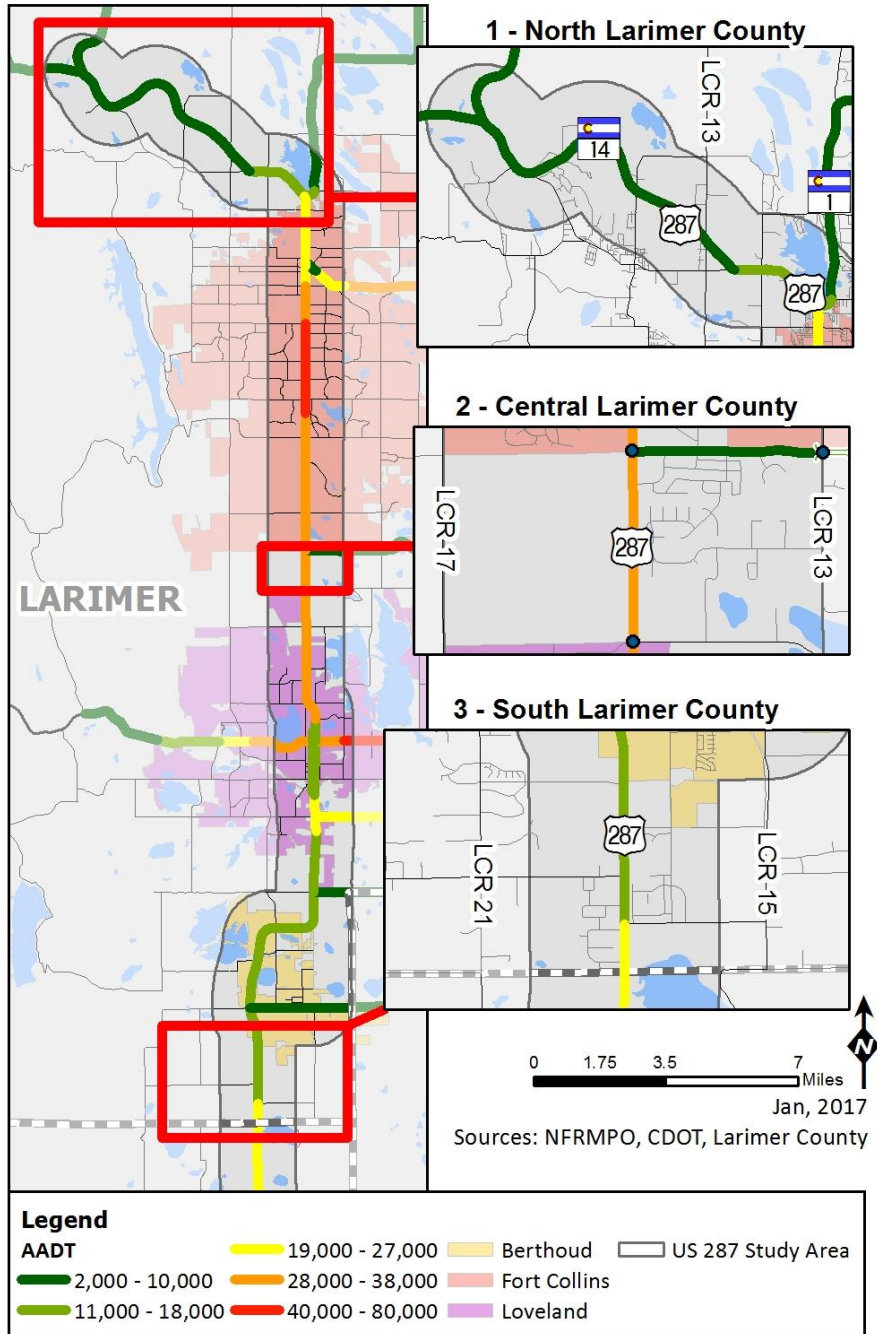 1 - North Larimer County
LCR-13
14
1
287
287
2 - Central Larimer County
LCR-17
287
LCR-13
LARIMER
3 - South Larimer County
287
LCR-21
LCR-15
N
0 1.75 3.5 7
Miles
Jan, 2017
Sources: NFRMPO, CDOT, Larimer County
Legend
AADT
2,000 - 10,000
11,000 - 18,000
19,000 - 27,000
28,000 - 38,000
40,000 - 80,000
Berthoud
Fort Collins
Loveland
US 287 Study Area